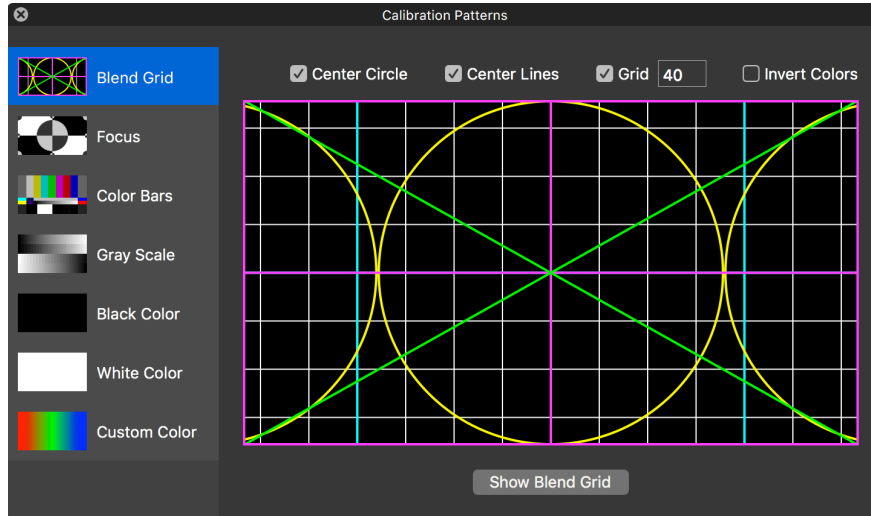 Calibration Patterns
Blend Grid
Center Circle
Center Lines
Grid 40
Invert Colors
Focus
Color Bars
Gray Scale
Black Color
White Color
Custom Color
Show Blend Grid